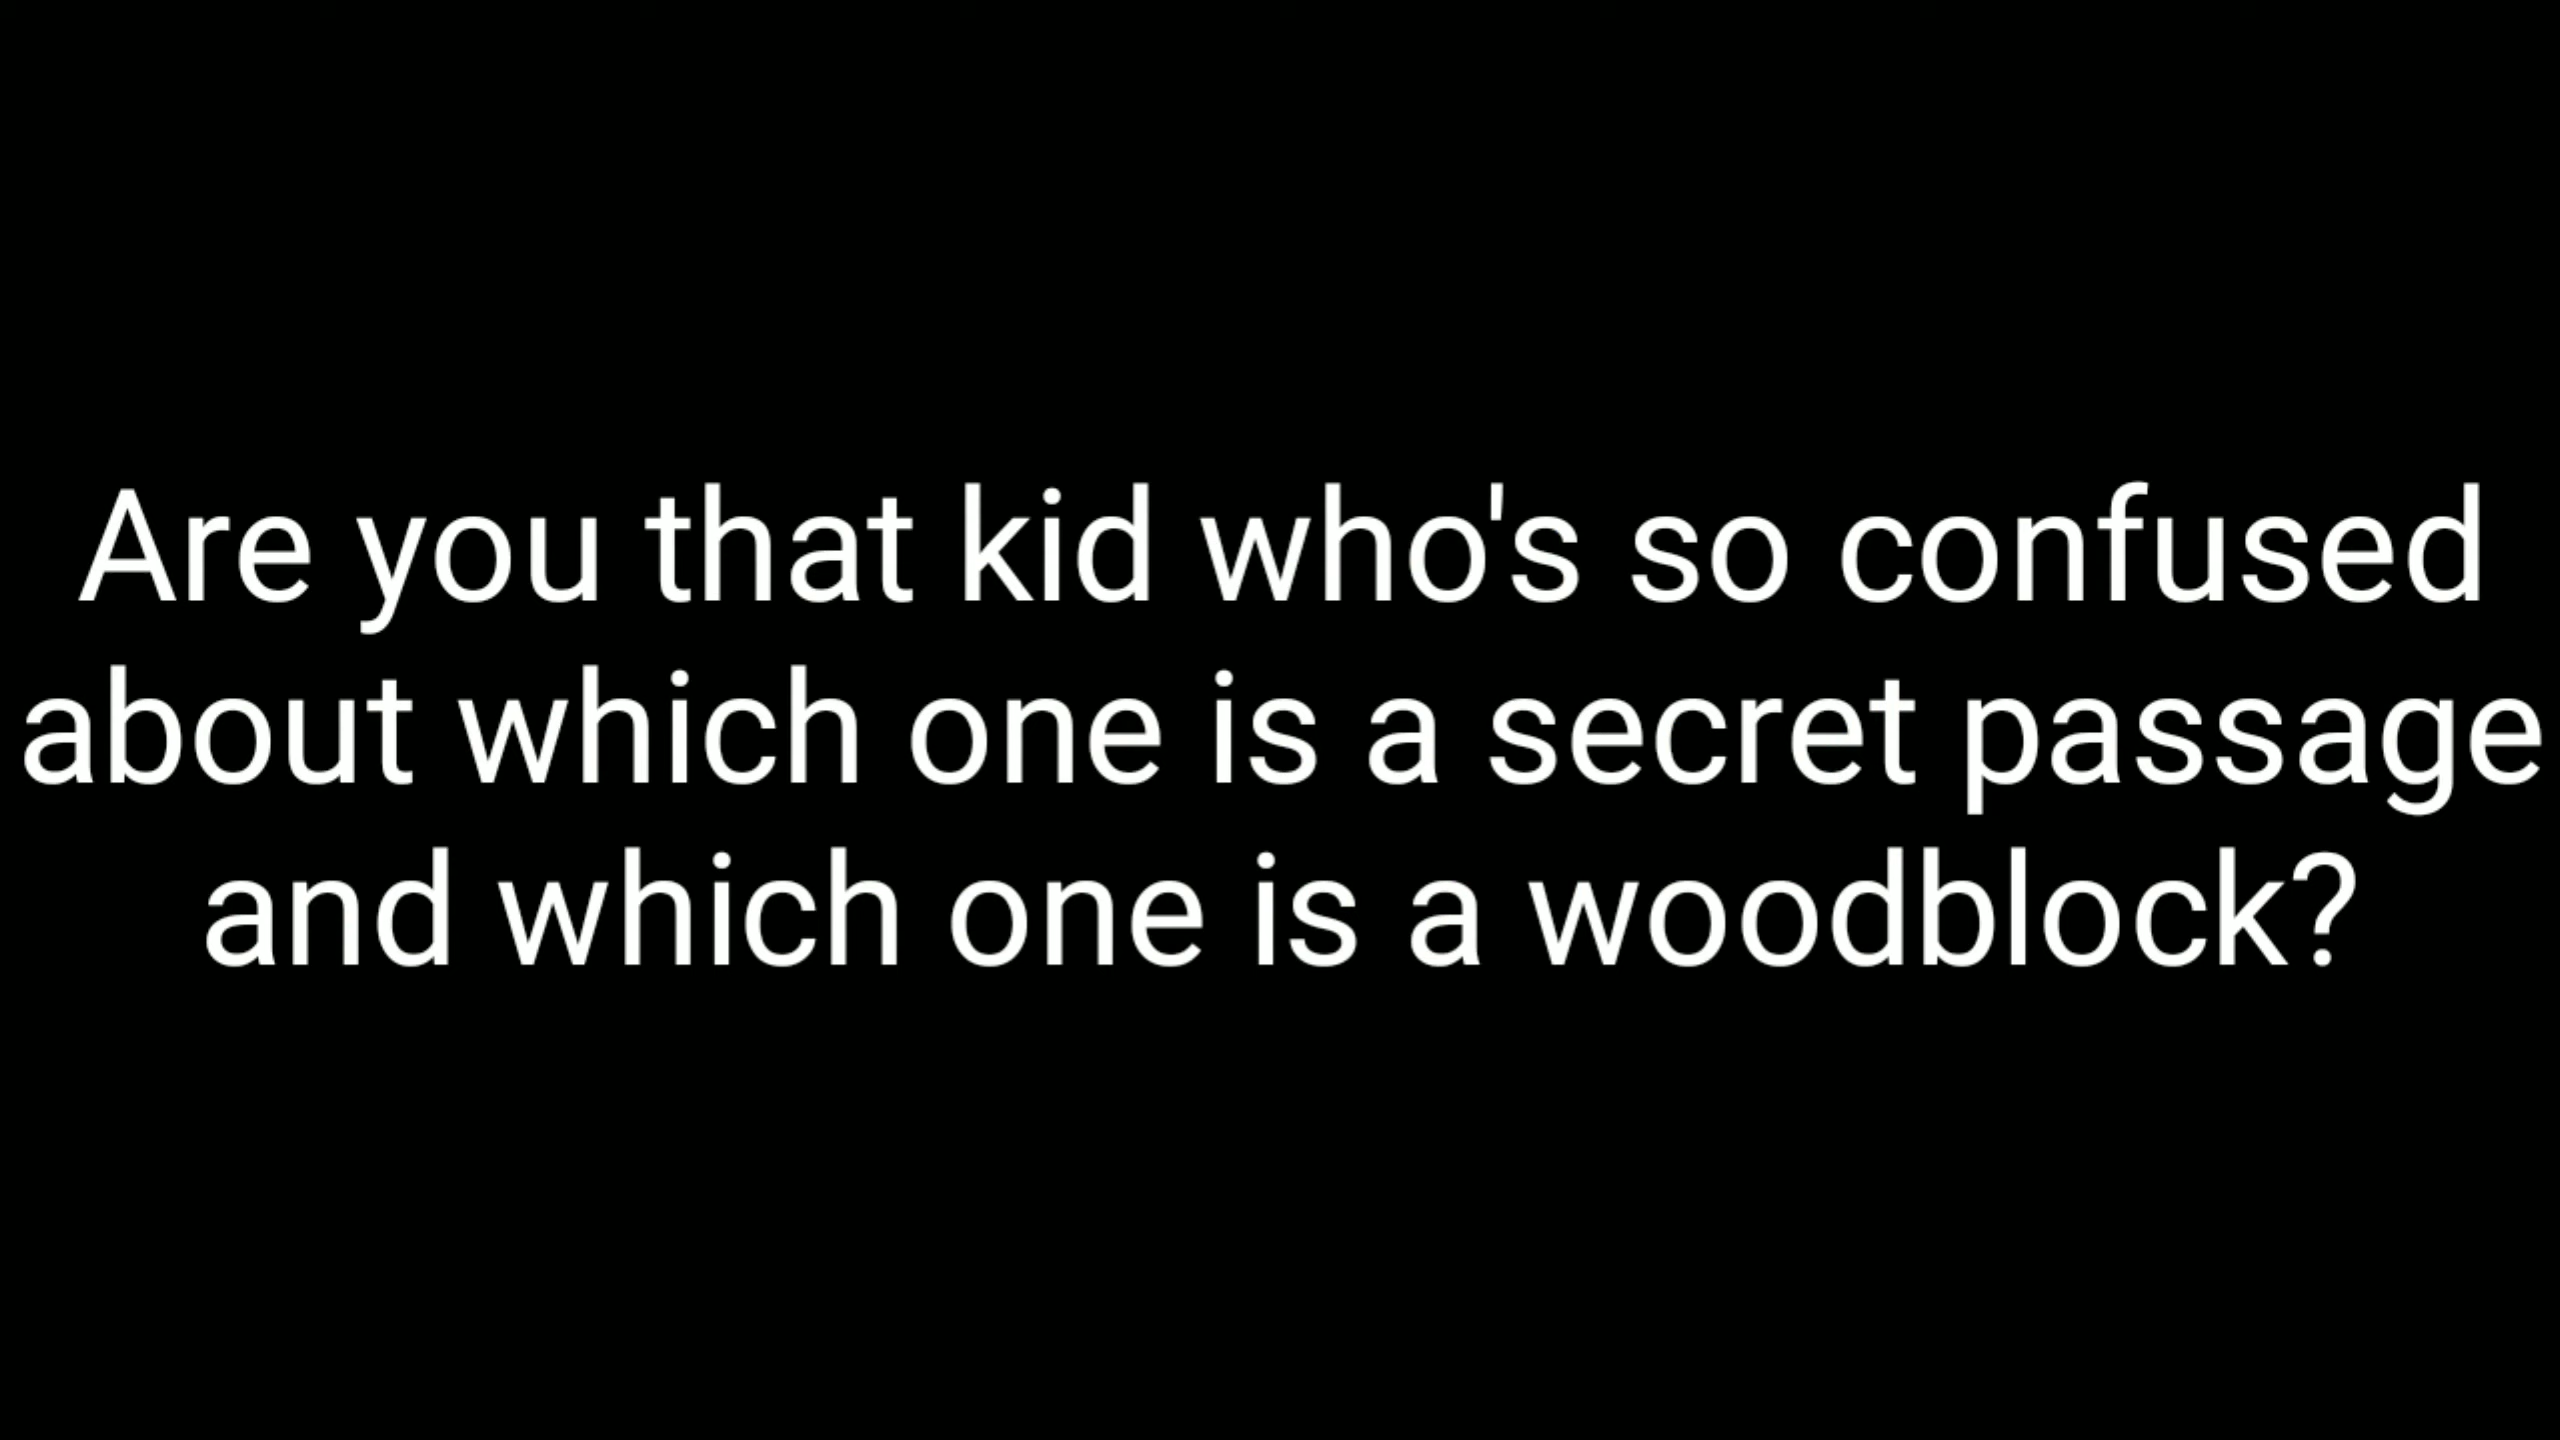 Are you that kid who's so confused
about which one is a secret passage
and which one is a woodblock?